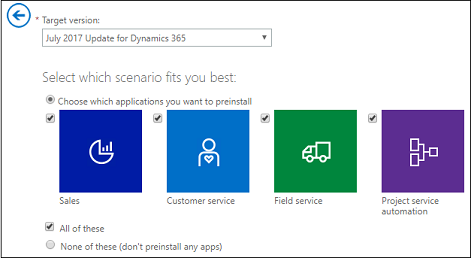 * Target version:
July 2017 Update for Dynamics 365
Select which scenario fits you best:
Choose which applications you want to preinstall
Sales
Customer service
Field service
Project service
automation
All of these
None of these (don't preinstall any apps)